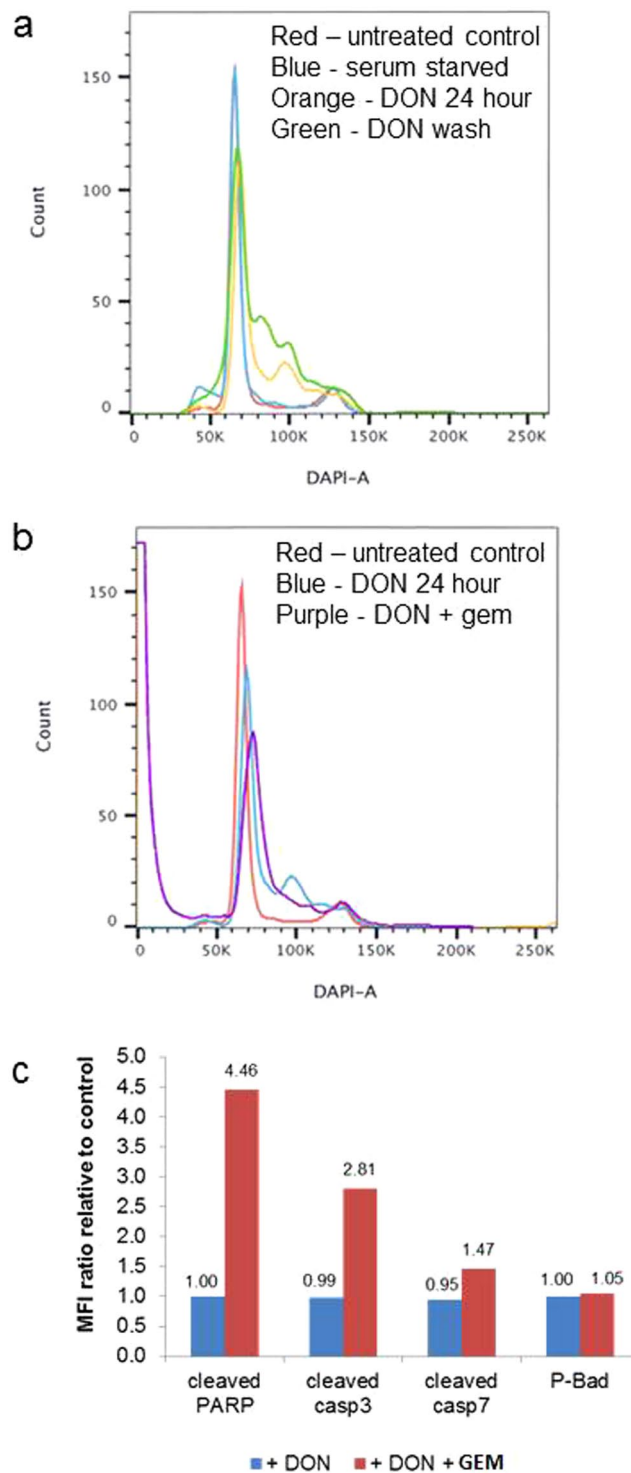 a
Red – untreated control
Blue - serum starved
Orange - DON 24 hour
Green - DON wash
150
100
50
0
Count
0 50K 100K 150K 200K 250K
DAPI-A
b
Red – untreated control
Blue - DON 24 hour
Purple - DON + gem
150
100
50
0
Count
0 50K 100K 150K 200K 250K
DAPI-A
c
MFI ratio relative to control
5.0
4.5
4.0
3.5
3.0
2.5
2.0
1.5
1.0
0.5
0.0
1.00 4.46 0.99 2.81 0.95 1.47 1.00 1.05
cleaved PARP
cleaved casp3
cleaved casp7
P-Bad
+ DON + DON + GEM